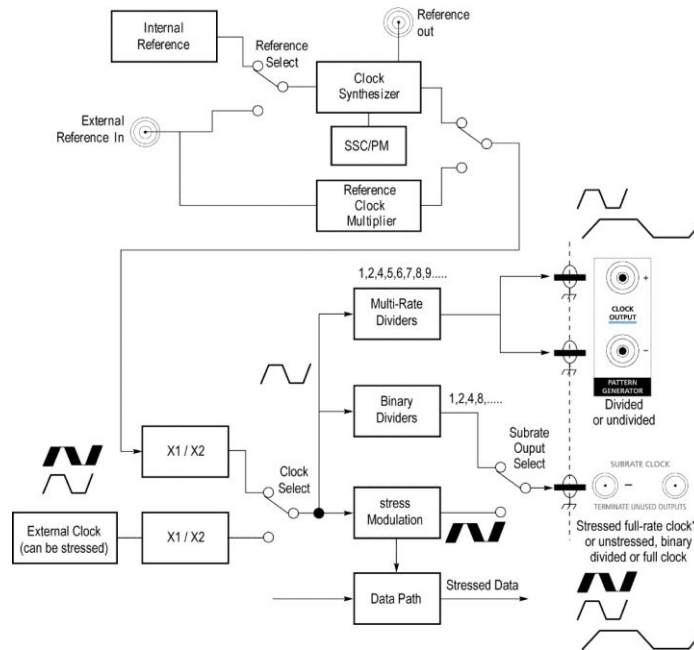 Internal
Reference
Reference
Select
Reference
out
Clock
Synthesizer
External
Reference In
SSC/PM
Reference
Clock
Multiplier
1,2,4,5,6,7,8,9.....
Multi-Rate
Dividers
+
CLOCK
OUTPUT
−
PATTERN
GENERATOR
Divided
or undivided
Binary
Dividers
1,2,4,8,.....
Subrate
Ouput
Select
X1 / X2
Clock
Select
SUBRATE CLOCK
−
TERMINATE UNUSED OUTPUTS
stress
Modulation
External Clock
(can be stressed)
X1 / X2
Stressed full-rate clock"
or unstressed, binary
divided or full clock
Data Path
Stressed Data